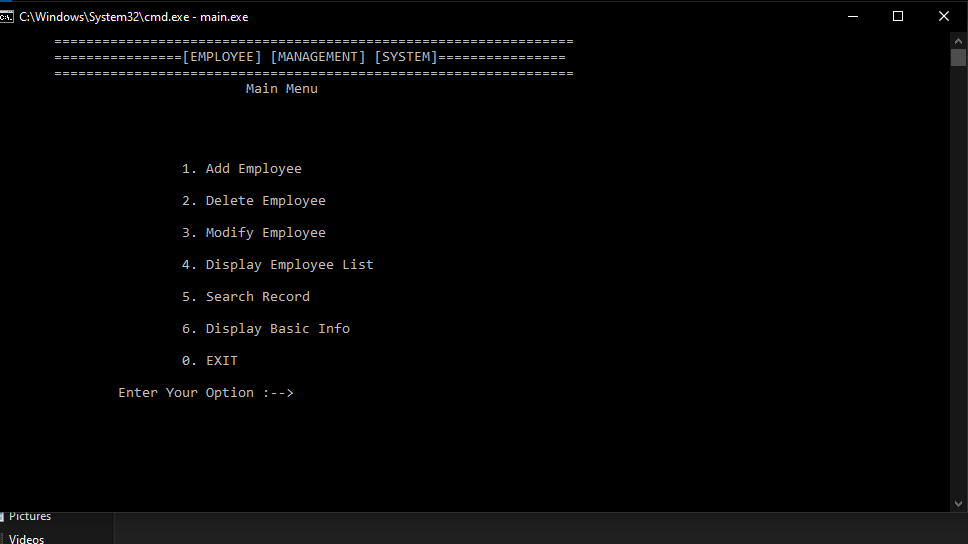 C:\Windows\System32\cmd.exe - main.exe
=================================================================
================[EMPLOYEE] [MANAGEMENT] [SYSTEM]================
=================================================================
Main Menu
1. Add Employee
2. Delete Employee
3. Modify Employee
4. Display Employee List
5. Search Record
6. Display Basic Info
0. EXIT
Enter Your Option :-->
Pictures
Videos